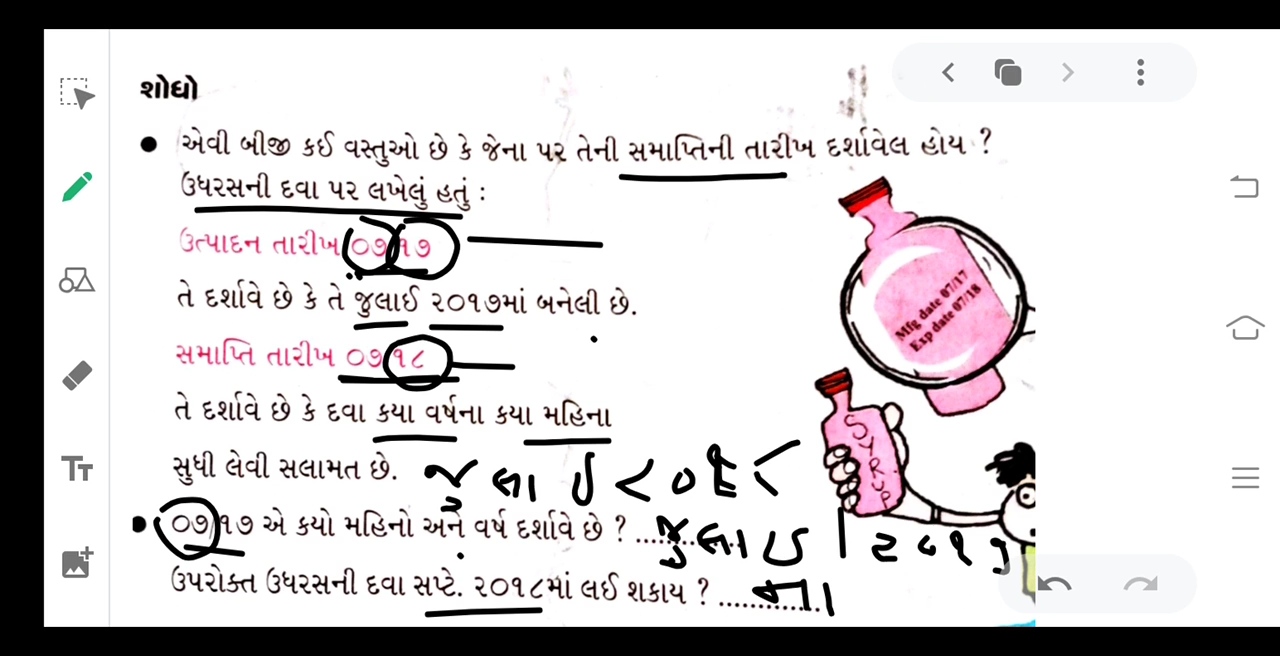 શોધો
● એવી બીજી કઈ વસ્તુઓ છે કે જેના પર તેની સમાપ્તિની તારીખ દર્શાવેલ હોય ?
ઉધરસની દવા પર લખેલું હતું :
ઉત્પાદન તારીખ ૦૭/૧૭
તે દર્શાવે છે કે તે જુલાઈ ૨૦૧૭માં બનેલી છે.
Mfg date 07/17
Exp date 07/18
સમાપ્તિ તારીખ ૦૭/૧૮
તે દર્શાવે છે કે દવા કયા વર્ષના કયા મહિના
સુધી લેવી સલામત છે. જુલાઈ
SYRUP
● ૦૭/૧૭ એ કયો મહિનો અને વર્ષ દર્શાવે છે ? .......... જુલાઇ ૨૦૧૭
ઉપરોક્ત ઉધરસની દવા સપ્ટે. ૨૦૧૮માં લઈ શકાય ? ............. ના
TT